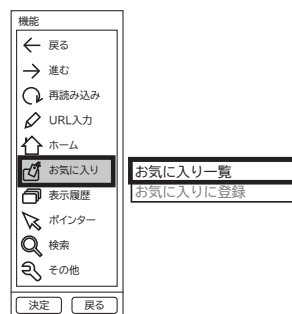 機能
戻る
進む
再読み込み
URL入力
ホーム
お気に入り
お気に入り一覧
お気に入りに登録
表示履歴
ポインター
検索
その他
決定
戻る